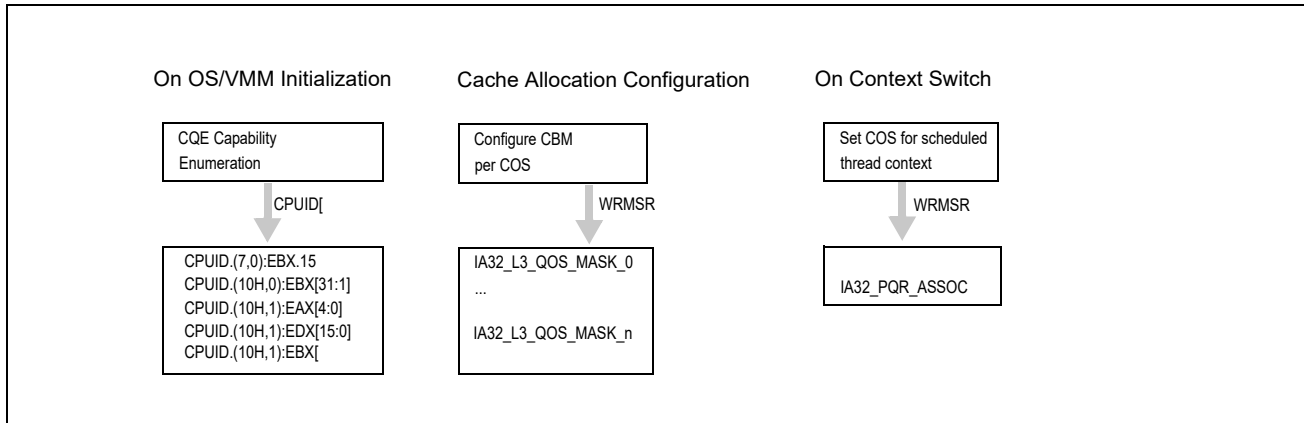 On OS/VMM Initialization
CQE Capability
Enumeration
CPUID[
CPUID.(7,0):EBX.15
CPUID.(10H,0):EBX[31:1]
CPUID.(10H,1):EAX[4:0]
CPUID.(10H,1):EDX[15:0]
CPUID.(10H,1):EBX[
Cache Allocation Configuration
Configure CBM
per COS
WRMSR
IA32_L3_QOS_MASK_0
...
IA32_L3_QOS_MASK_n
On Context Switch
Set COS for scheduled
thread context
WRMSR
IA32_PQR_ASSOC